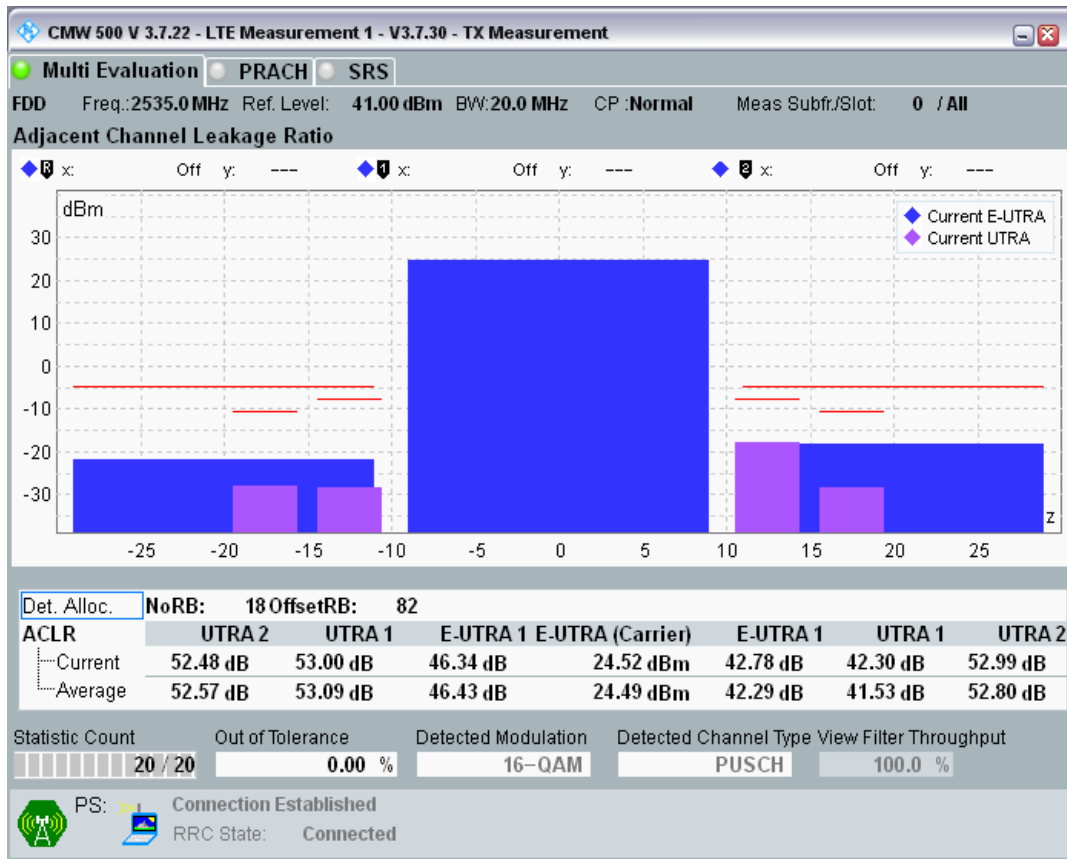 CMW 500 V 3.7.22 - LTE Measurement 1 - V3.7.30 - TX Measurement
Multi Evaluation PRACH SRS
FDD Freq.:2535.0 MHz Ref. Level: 41.00 dBm BW:20.0 MHz CP :Normal Meas Subfr./Slot: 0 / All
Adjacent Channel Leakage Ratio
R x: Off y: --- 1 x: Off y: --- 2 x: Off y: ---
dBm
Current E-UTRA
Current UTRA
30
20
10
0
-10
-20
-30
z
-25 -20 -15 -10 -5 0 5 10 15 20 25
Det. Alloc. NoRB: 18 OffsetRB: 82
ACLR UTRA 2 UTRA 1 E-UTRA 1 E-UTRA (Carrier) E-UTRA 1 UTRA 1 UTRA 2
Current 52.48 dB 53.00 dB 46.34 dB 24.52 dBm 42.78 dB 42.30 dB 52.99 dB
Average 52.57 dB 53.09 dB 46.43 dB 24.49 dBm 42.29 dB 41.53 dB 52.80 dB
Statistic Count Out of Tolerance Detected Modulation Detected Channel Type View Filter Throughput
20 / 20 0.00 % 16-QAM PUSCH 100.0 %
PS: Connection Established
RRC State: Connected